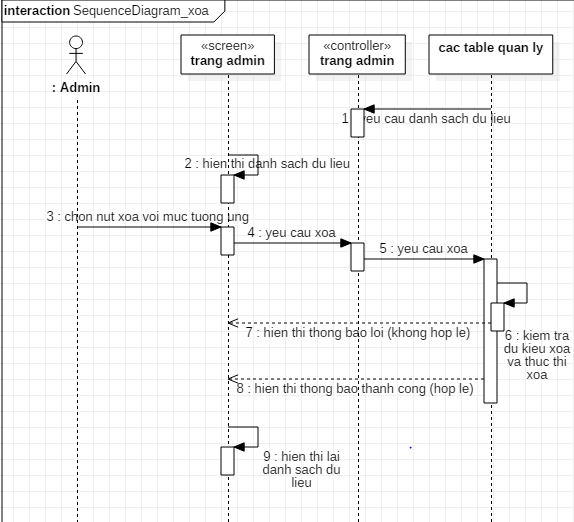 interaction SequenceDiagram_xoa
«screen»
trang admin
«controller»
trang admin
cac table quan ly
: Admin
1 : yeu cau danh sach du lieu
2 : hien thi danh sach du lieu
3 : chon nut xoa voi muc tuong ung
4 : yeu cau xoa
5 : yeu cau xoa
6 : kiem tra
du kieu xoa
va thuc thi
xoa
7 : hien thi thong bao loi (khong hop le)
8 : hien thi thong bao thanh cong (hop le)
9 : hien thi lai
danh sach du
lieu